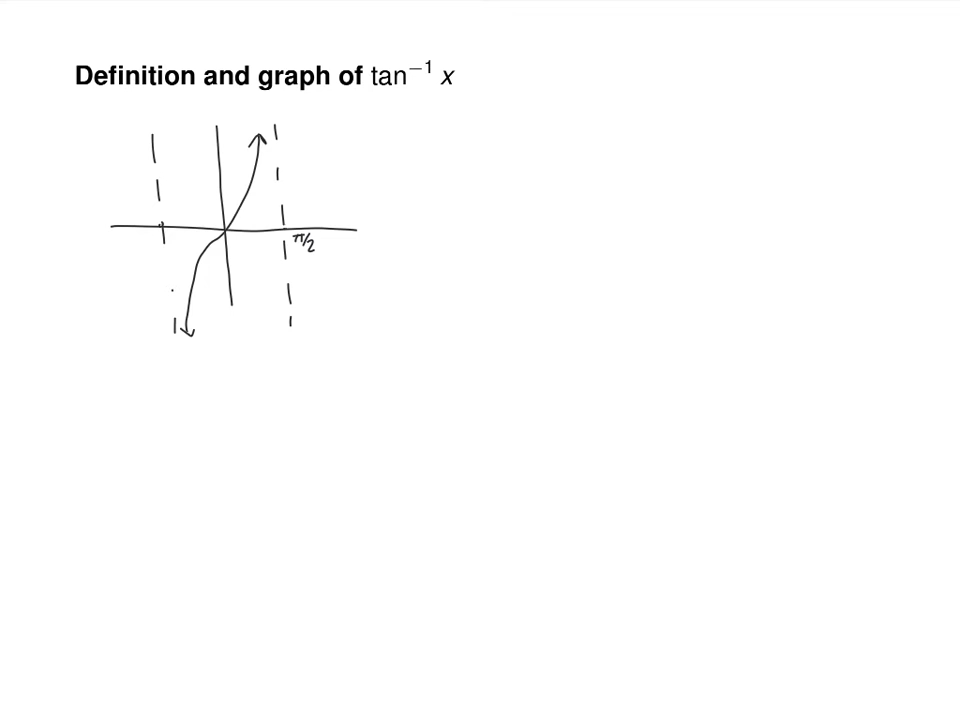 Definition and graph of tan⁻¹ x
π/2